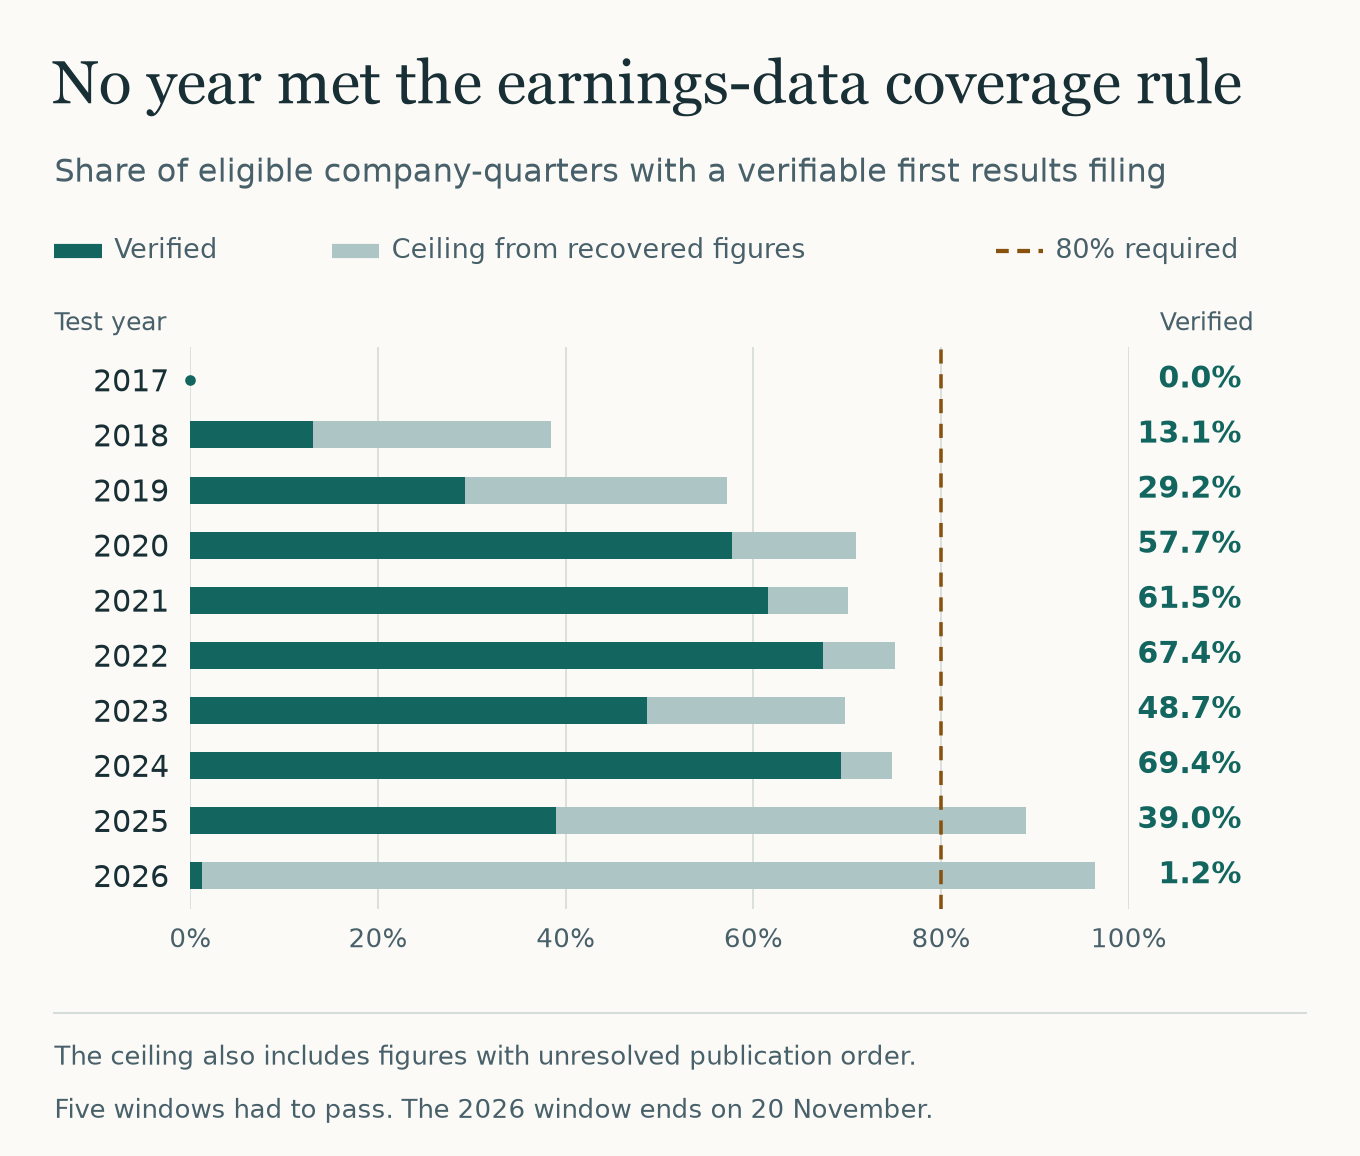 No year met the earnings-data coverage rule
Share of eligible company-quarters with a verifiable first results filing
Verified Ceiling from recovered figures 80% required
Test year Verified
2017 0.0%
2018 13.1%
2019 29.2%
2020 57.7%
2021 61.5%
2022 67.4%
2023 48.7%
2024 69.4%
2025 39.0%
2026 1.2%
0% 20% 40% 60% 80% 100%
The ceiling also includes figures with unresolved publication order.
Five windows had to pass. The 2026 window ends on 20 November.